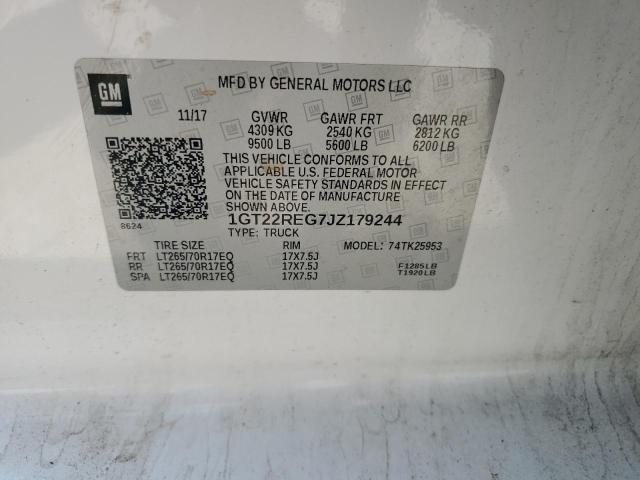 GM
MFD BY GENERAL MOTORS LLC
11/17 GVWR GAWR FRT GAWR RR
4309 KG 2540 KG 2812 KG
9500 LB 5600 LB 6200 LB
THIS VEHICLE CONFORMS TO ALL
APPLICABLE U.S. FEDERAL MOTOR
VEHICLE SAFETY STANDARDS IN EFFECT
ON THE DATE OF MANUFACTURE
SHOWN ABOVE.
8624
1GT22REG7JZ179244
TYPE: TRUCK MODEL: 74TK25953
TIRE SIZE RIM
FRT LT265/70R17EQ 17X7.5J F1285LB
RR LT265/70R17EQ 17X7.5J T1920LB
SPA LT265/70R17EQ 17X7.5J